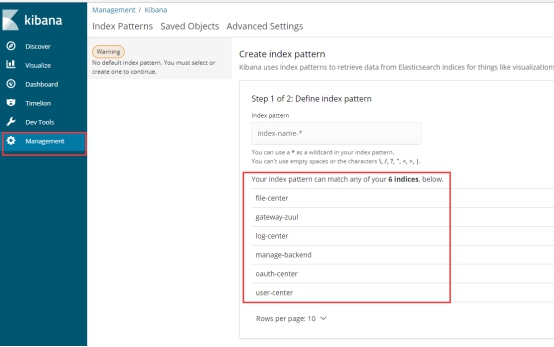 kibana
Discover
Visualize
Dashboard
Timelion
Dev Tools
Management
Management / Kibana
Index Patterns Saved Objects Advanced Settings
Warning
No default index pattern. You must select or
create one to continue.
Create index pattern
Kibana uses index patterns to retrieve data from Elasticsearch indices for things like visualizations
Step 1 of 2: Define index pattern
Index pattern
index-name-*
You can use a * as a wildcard in your index pattern.
You can't use empty spaces or the characters \, /, ?, ", <, >, |.
Your index pattern can match any of your 6 indices, below.
file-center
gateway-zuul
log-center
manage-backend
oauth-center
user-center
Rows per page: 10